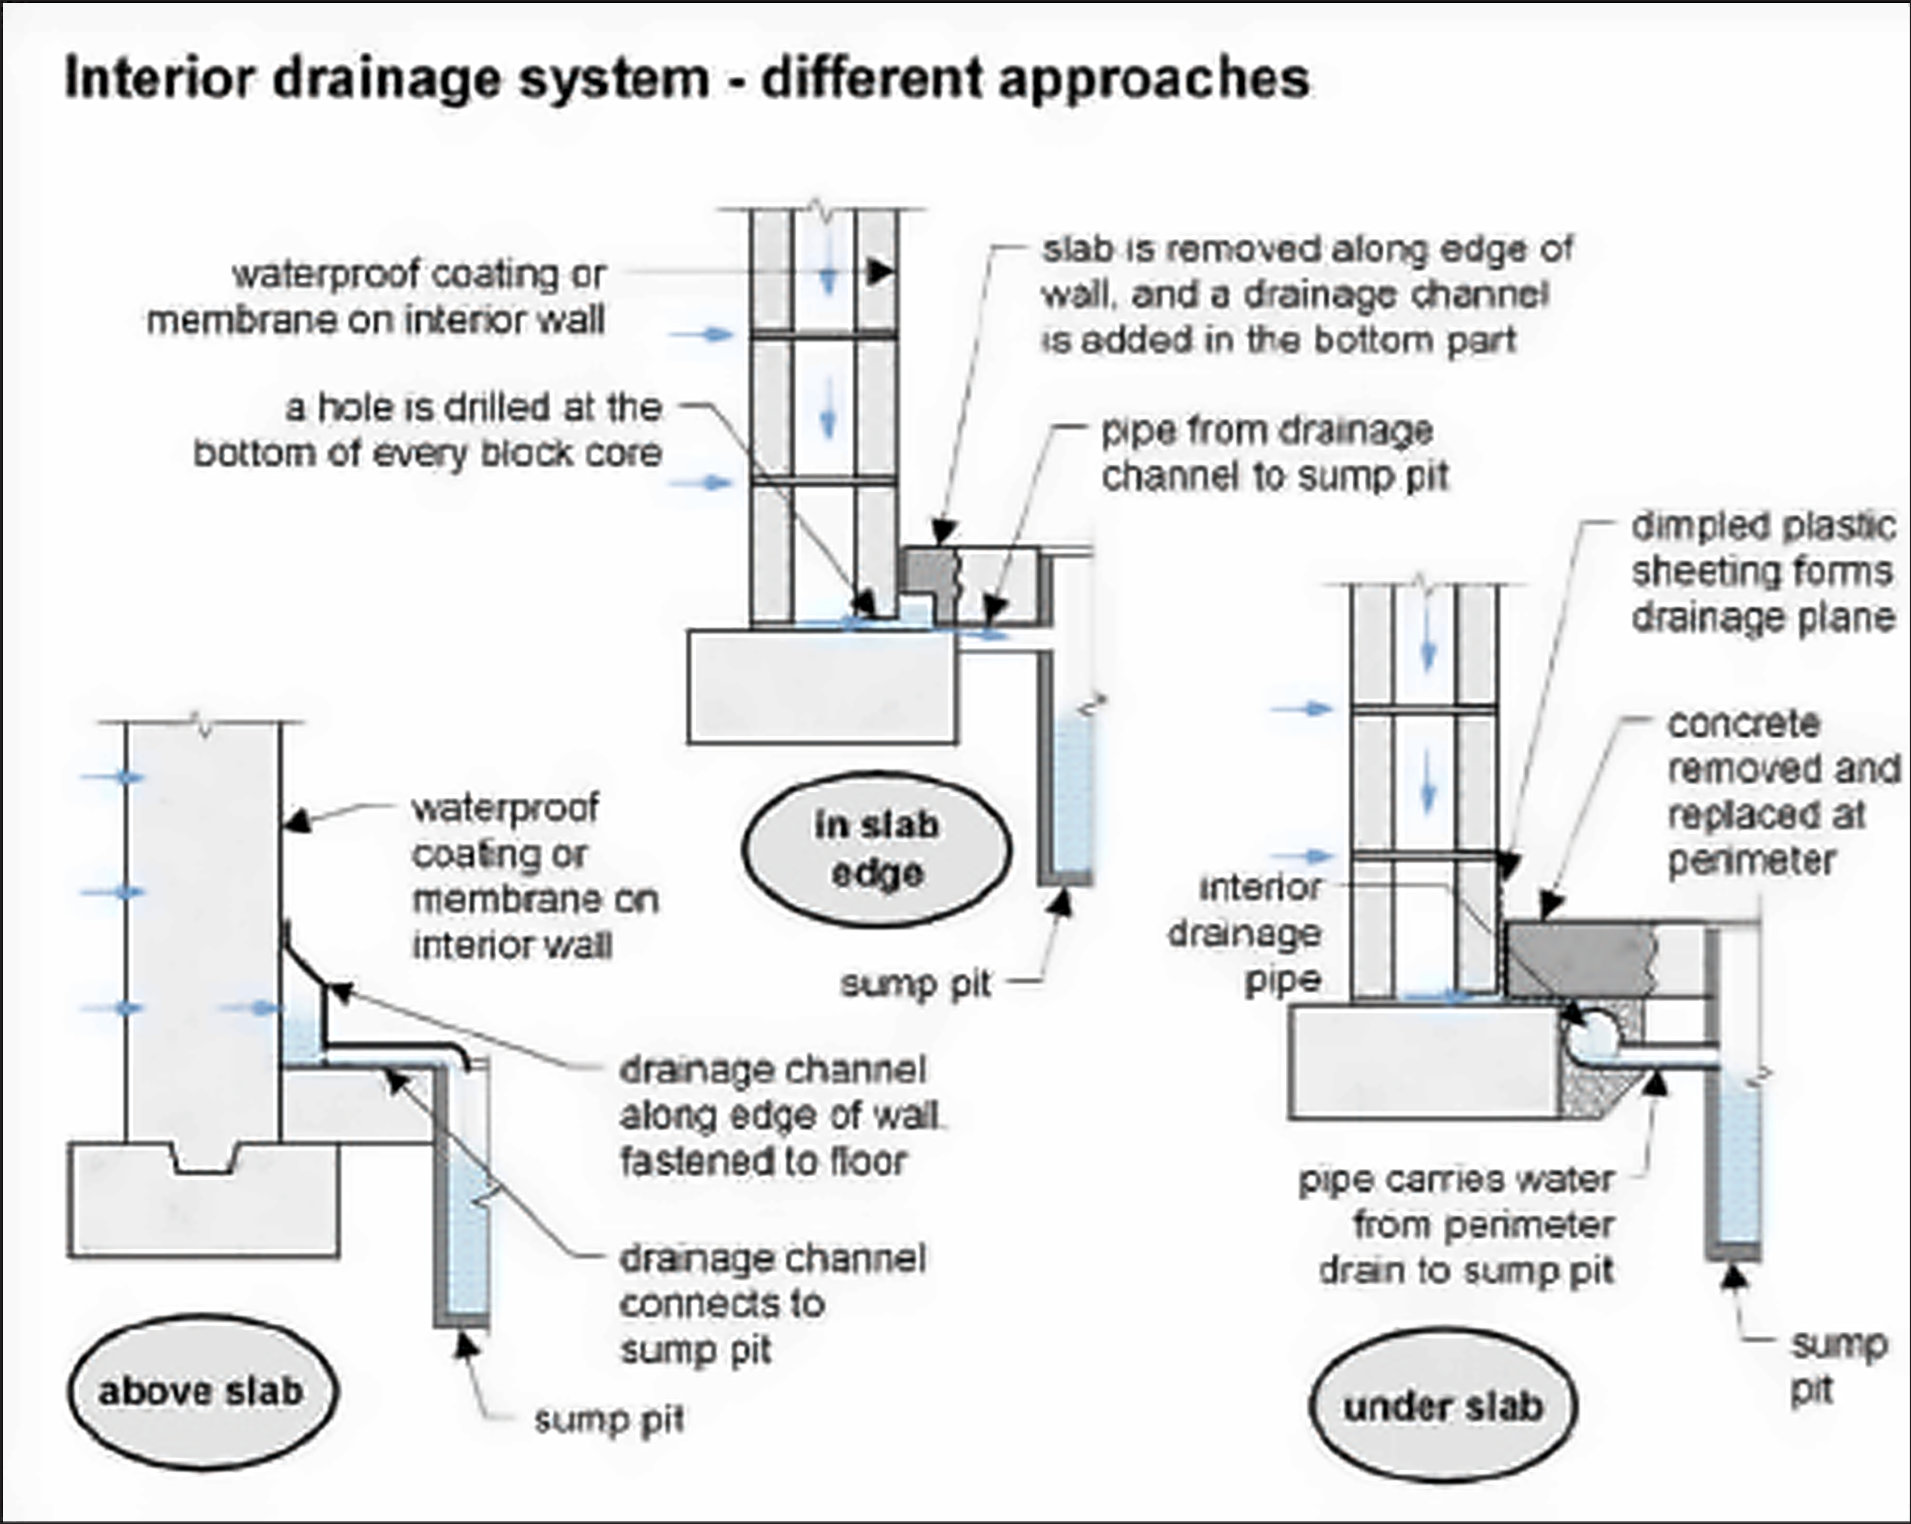 Interior drainage system - different approaches
waterproof coating or
membrane on interior wall
a hole is drilled at the
bottom of every block core
slab is removed along edge of
wall, and a drainage channel
is added in the bottom part
pipe from drainage
channel to sump pit
in slab
edge
sump pit
waterproof
coating or
membrane on
interior wall
drainage channel
along edge of wall.
fastened to floor
drainage channel
connects to
sump pit
sump pit
above slab
dimpled plastic
sheeting forms
drainage plane
concrete
removed and
replaced at
perimeter
interior
drainage
pipe
pipe carries water
from perimeter
drain to sump pit
sump
pit
under slab